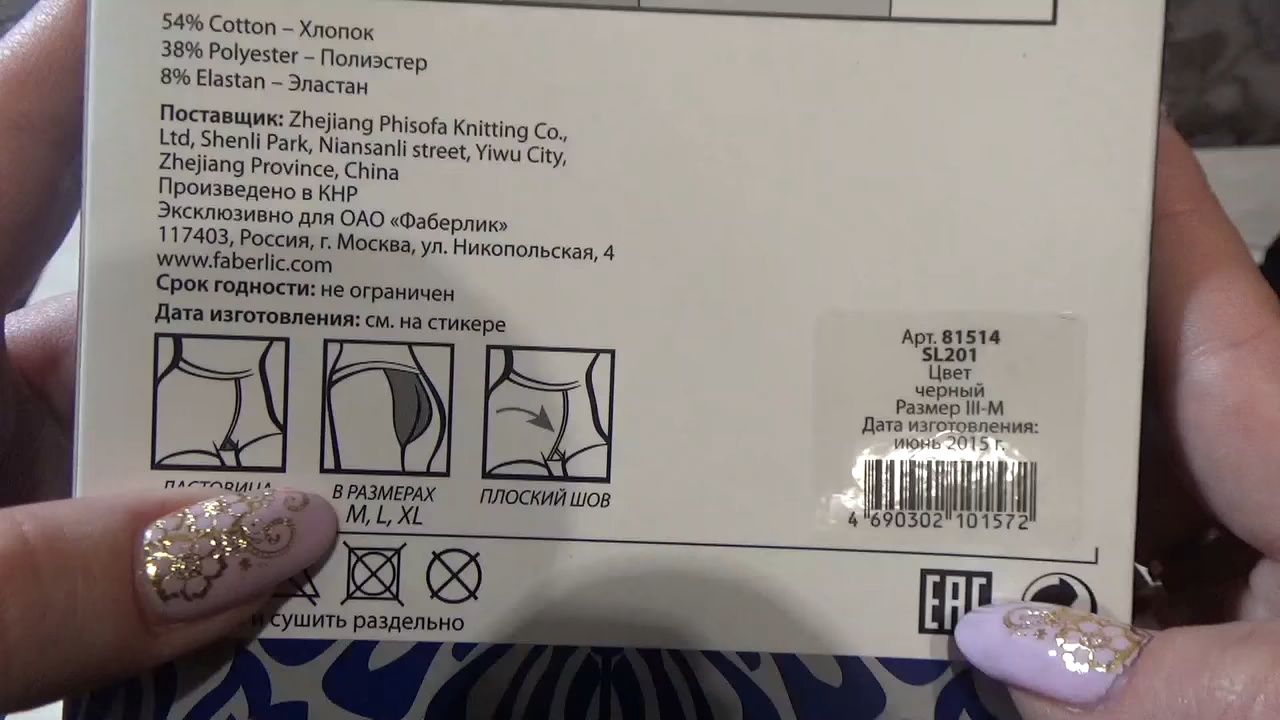 54% Cotton – Хлопок
38% Polyester – Полиэстер
8% Elastan – Эластан
Поставщик: Zhejiang Phisofa Knitting Co.,
Ltd, Shenli Park, Niansanli street, Yiwu City,
Zhejiang Province, China
Произведено в КНР
Эксклюзивно для ОАО «Фаберлик»
117403, Россия, г. Москва, ул. Никопольская, 4
www.faberlic.com
Срок годности: не ограничен
Дата изготовления: см. на стикере
ЛАСТОВИЦА
В РАЗМЕРАХ
M, L, XL
ПЛОСКИЙ ШОВ
и сушить раздельно
Арт. 81514
SL201
Цвет
черный
Размер III-M
Дата изготовления:
июнь 2015 г.
4 690302 101572
EAC